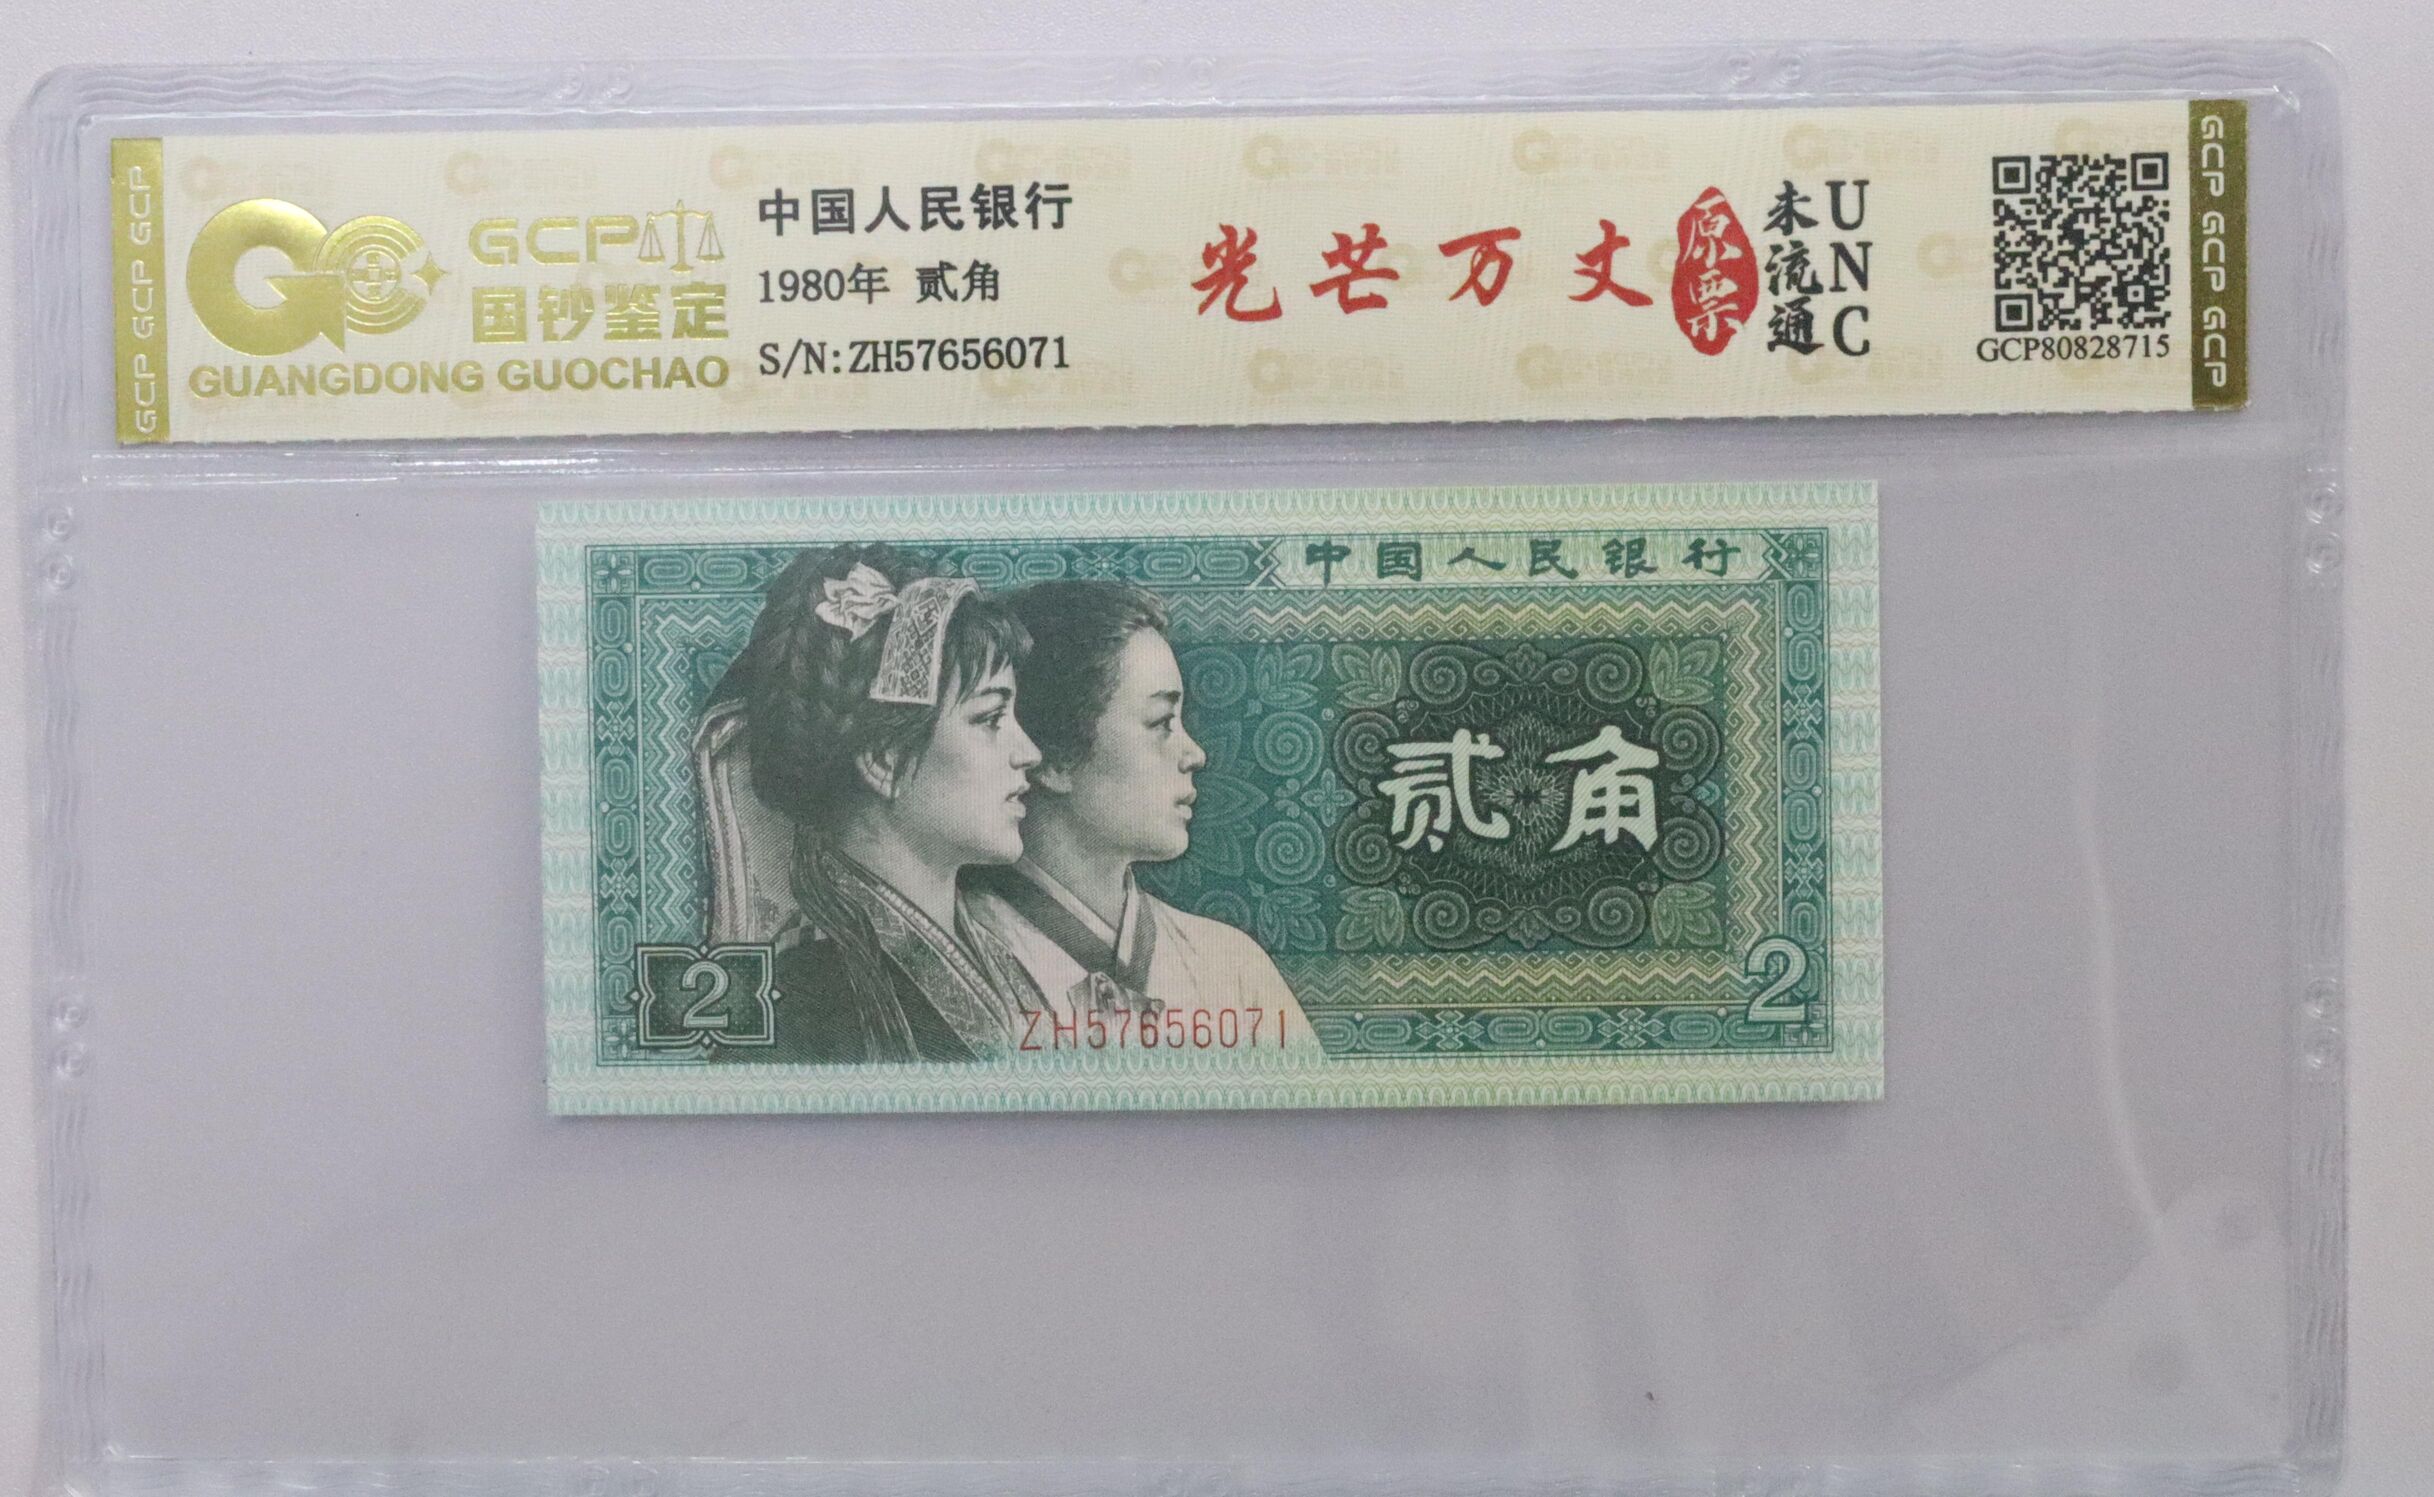 GCP GCP GCP
GCP
国钞鉴定
GUANGDONG GUOCHAO
中国人民银行
1980年 贰角
S/N:ZH57656071
光芒万丈
原票
未流通
UNC
GCP80828715
GCP GCP GCP
中国人民银行
贰角
2
2
ZH57656071